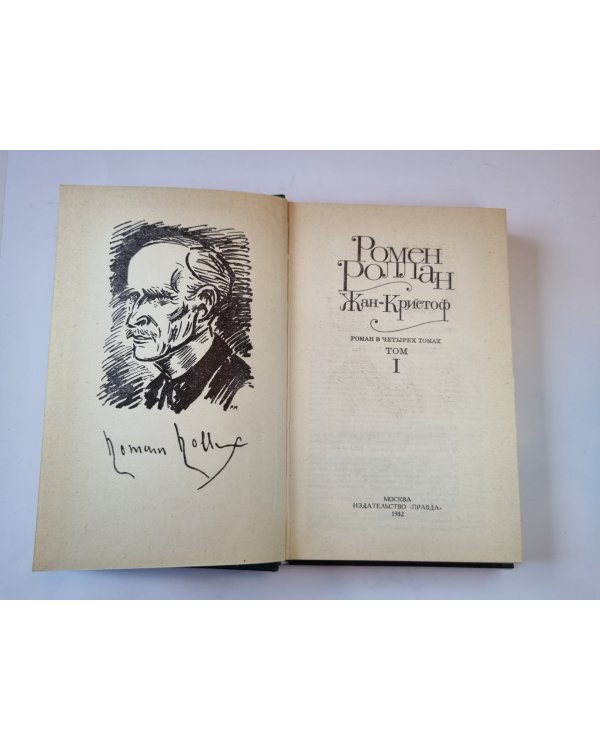 Romain Rolland
Ромен
Роллан
Жан-Кристоф
РОМАН В ЧЕТЫРЕХ ТОМАХ
ТОМ
I
МОСКВА
ИЗДАТЕЛЬСТВО «ПРАВДА»
1982